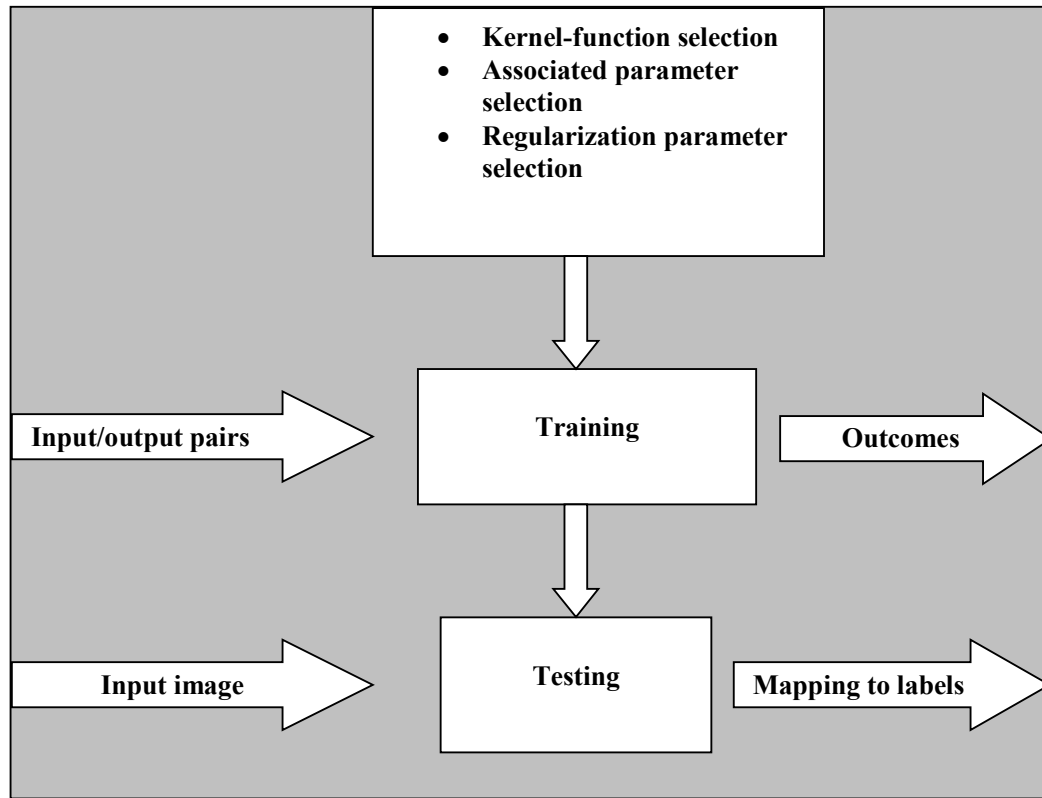 • Kernel-function selection
• Associated parameter
selection
• Regularization parameter
selection
Input/output pairs
Training
Outcomes
Input image
Testing
Mapping to labels